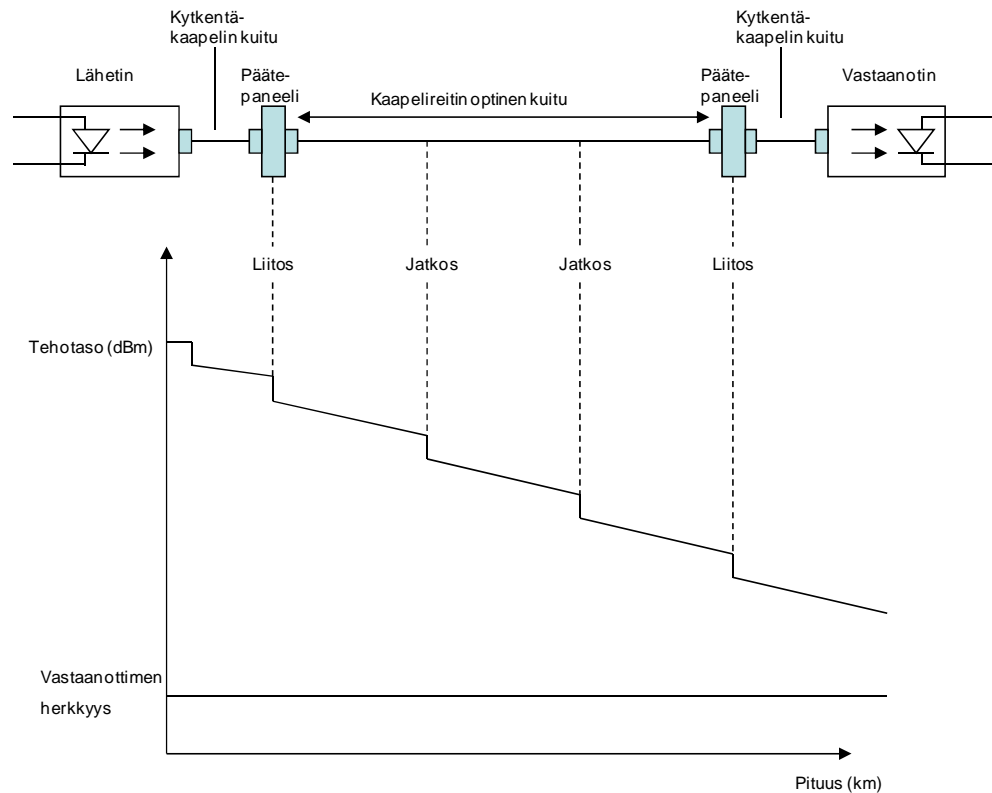 Kytkentä-
kaapelin kuitu
Kytkentä-
kaapelin kuitu
Lähetin
Pääte-
paneeli
Kaapelireitin optinen kuitu
Pääte-
paneeli
Vastaanotin
Liitos
Jatkos
Jatkos
Liitos
Tehotaso (dBm)
Vastaanottimen
herkkyys
Pituus (km)